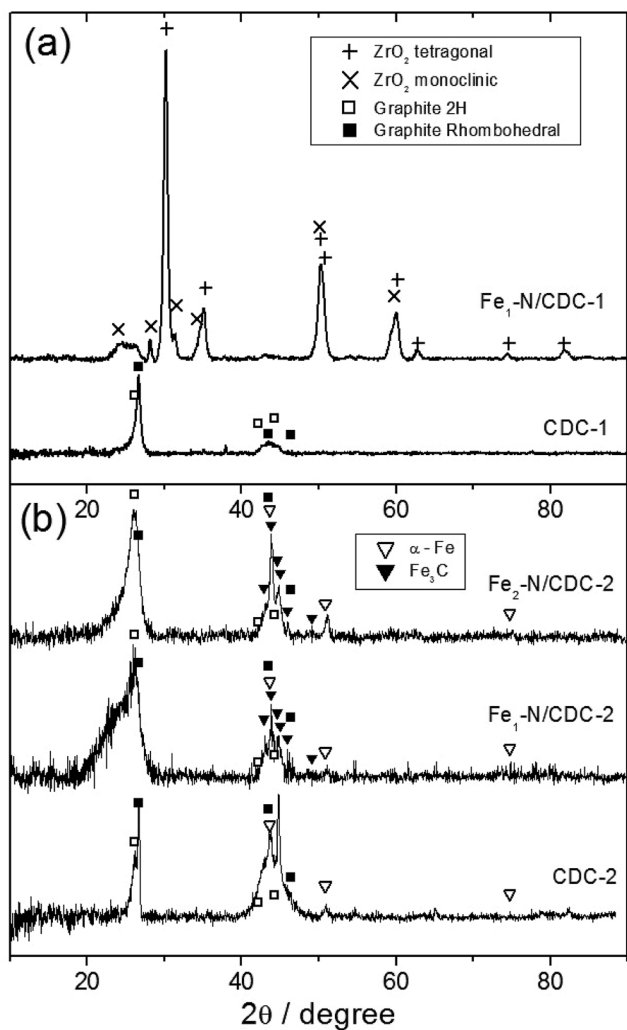 (a)
ZrO₂ tetragonal
ZrO₂ monoclinic
Graphite 2H
Graphite Rhombohedral
Fe₁-N/CDC-1
CDC-1
20 40 60 80
(b)
α - Fe
Fe₃C
Fe₂-N/CDC-2
Fe₁-N/CDC-2
CDC-2
20 40 60 80
2θ / degree